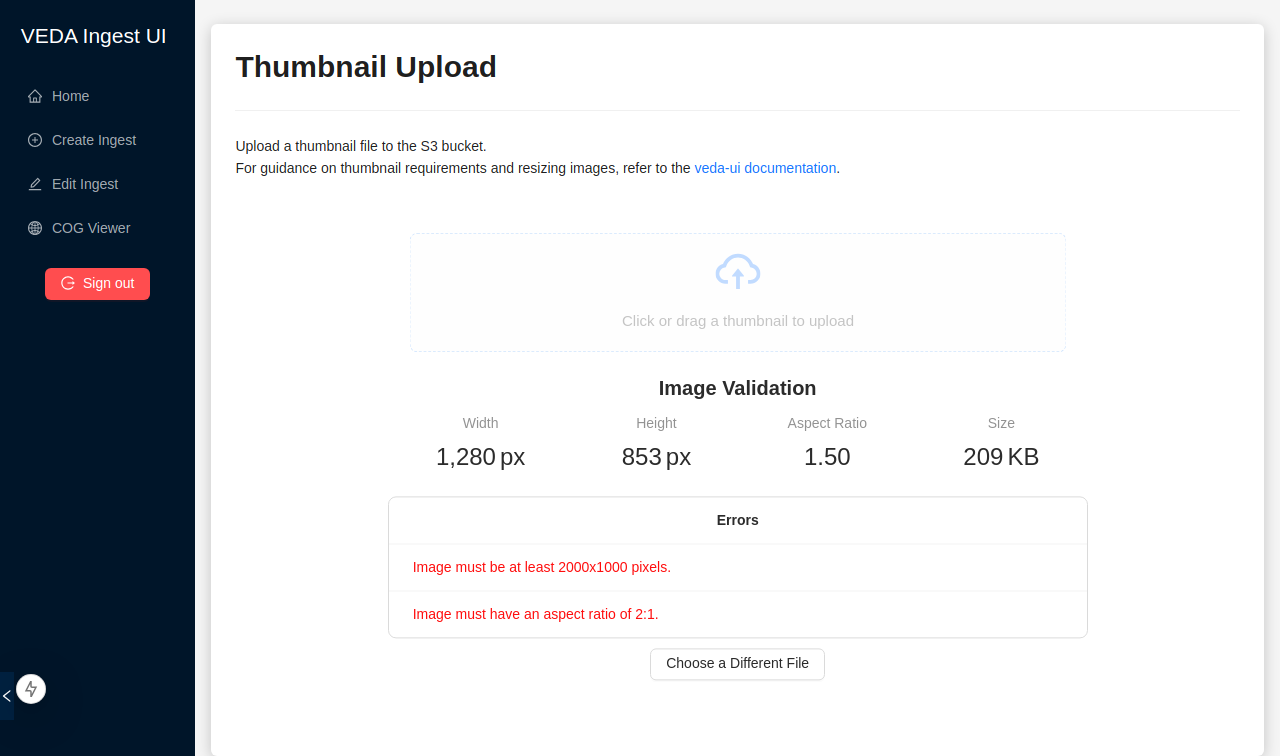 VEDA Ingest UI
Home
Create Ingest
Edit Ingest
COG Viewer
Sign out
Thumbnail Upload
Upload a thumbnail file to the S3 bucket.
For guidance on thumbnail requirements and resizing images, refer to the veda-ui documentation.
Click or drag a thumbnail to upload
Image Validation
Width
Height
Aspect Ratio
Size
1,280 px
853 px
1.50
209 KB
Errors
Image must be at least 2000x1000 pixels.
Image must have an aspect ratio of 2:1.
Choose a Different File